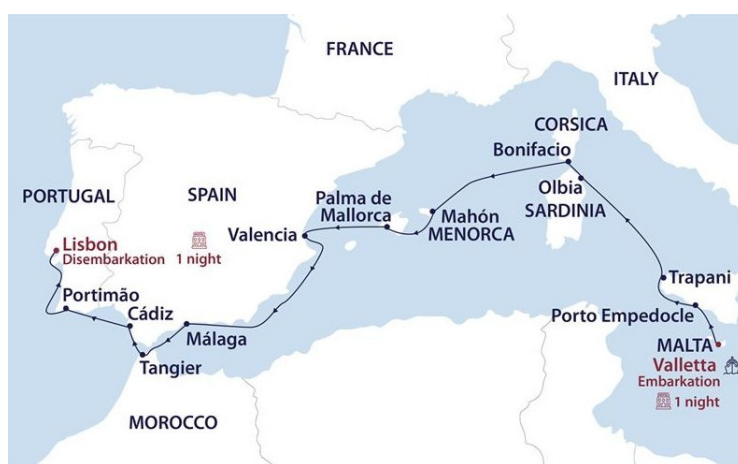 FRANCE
ITALY
CORSICA
Bonifacio
Olbia
SARDINIA
PORTUGAL
SPAIN
Palma de
Mallorca
Mahón
MENORCA
Valencia
Lisbon
Disembarkation
1 night
Trapani
Portimão
Cádiz
Porto Empedocle
Málaga
MALTA
Tangier
Valletta
Embarkation
1 night
MOROCCO